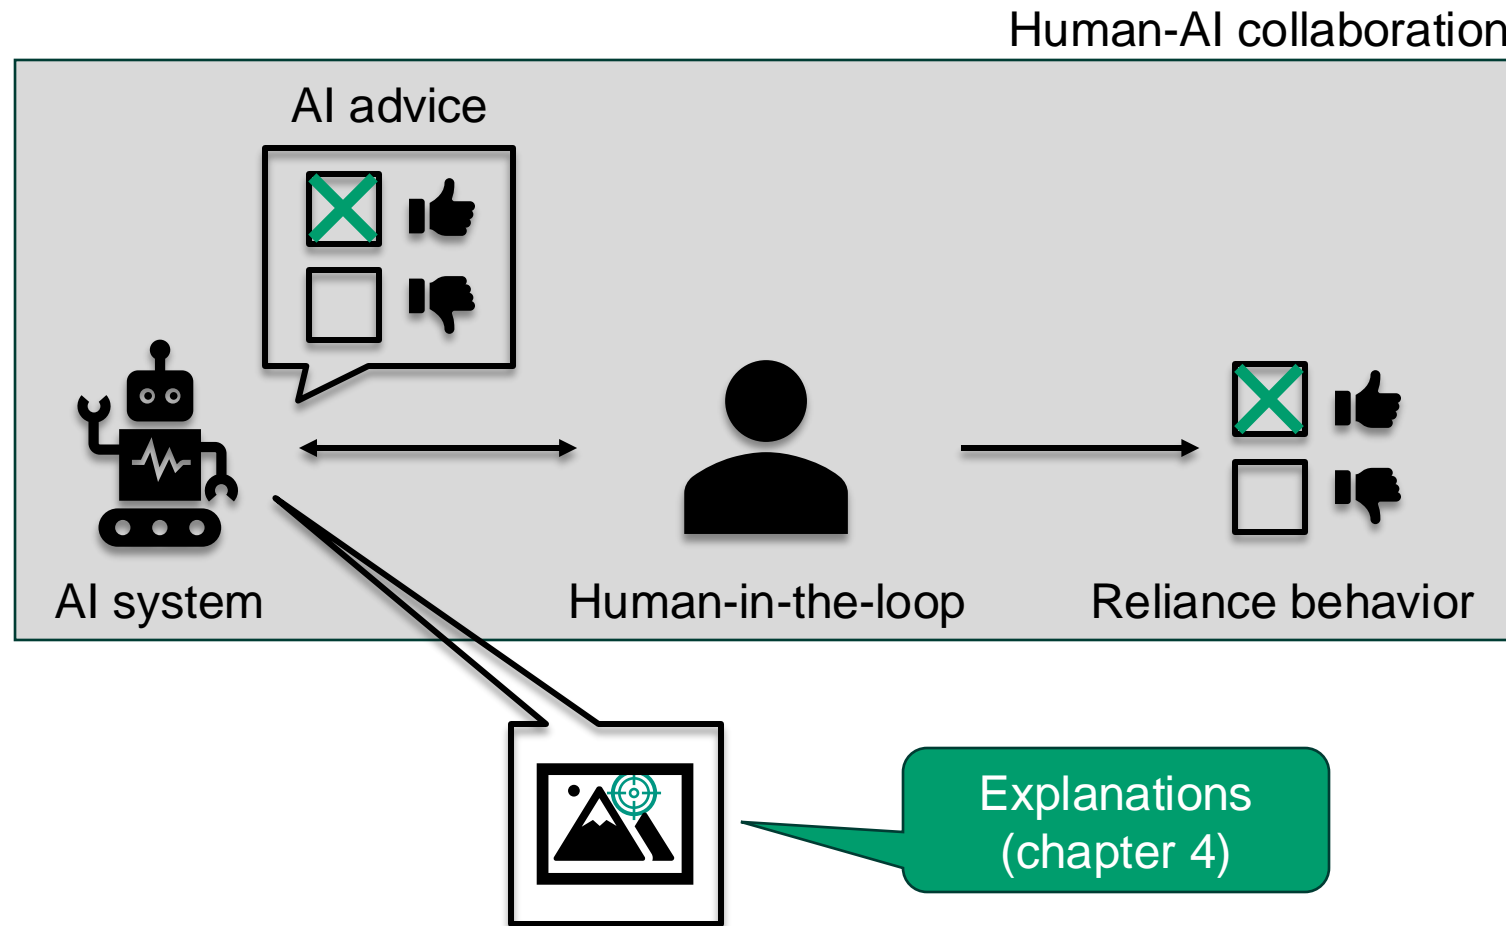 Human-AI collaboration
AI advice
AI system
Human-in-the-loop
Reliance behavior
Explanations
(chapter 4)